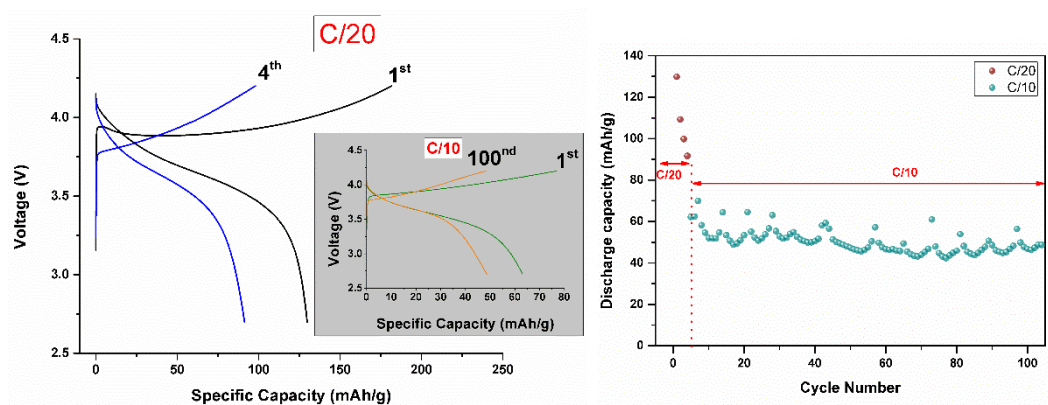 C/20
4th
1st
4.5
4.0
3.5
3.0
2.5
Voltage (V)
0
50
100
150
200
250
Specific Capacity (mAh/g)
C/10
100nd
1st
4.5
4.0
3.5
3.0
2.5
Voltage (V)
0
10
20
30
40
50
60
70
80
Specific Capacity (mAh/g)
C/20
C/10
140
120
100
80
60
40
20
0
Discharge capacity (mAh/g)
C/20
C/10
0
20
40
60
80
100
Cycle Number